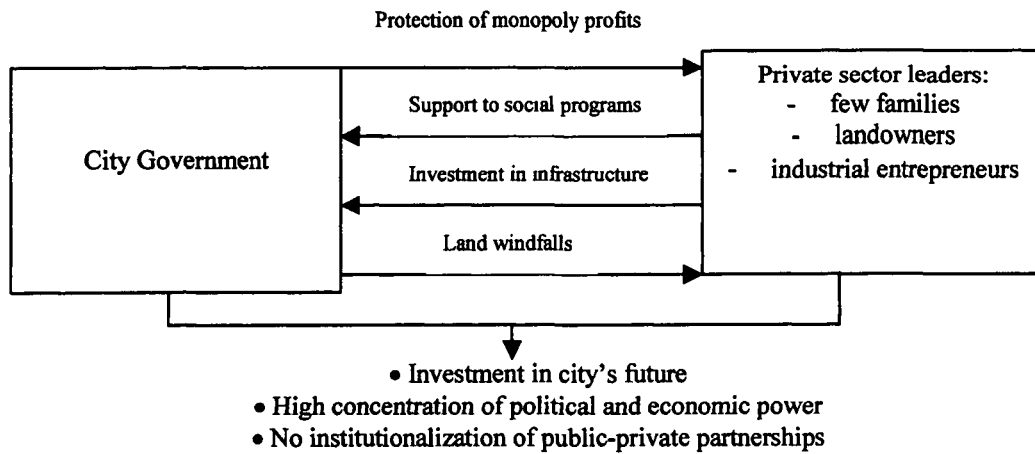 Protection of monopoly profits
City Government
Support to social programs
Investment in infrastructure
Land windfalls
Private sector leaders:
- few families
- landowners
- industrial entrepreneurs
• Investment in city's future
• High concentration of political and economic power
• No institutionalization of public-private partnerships